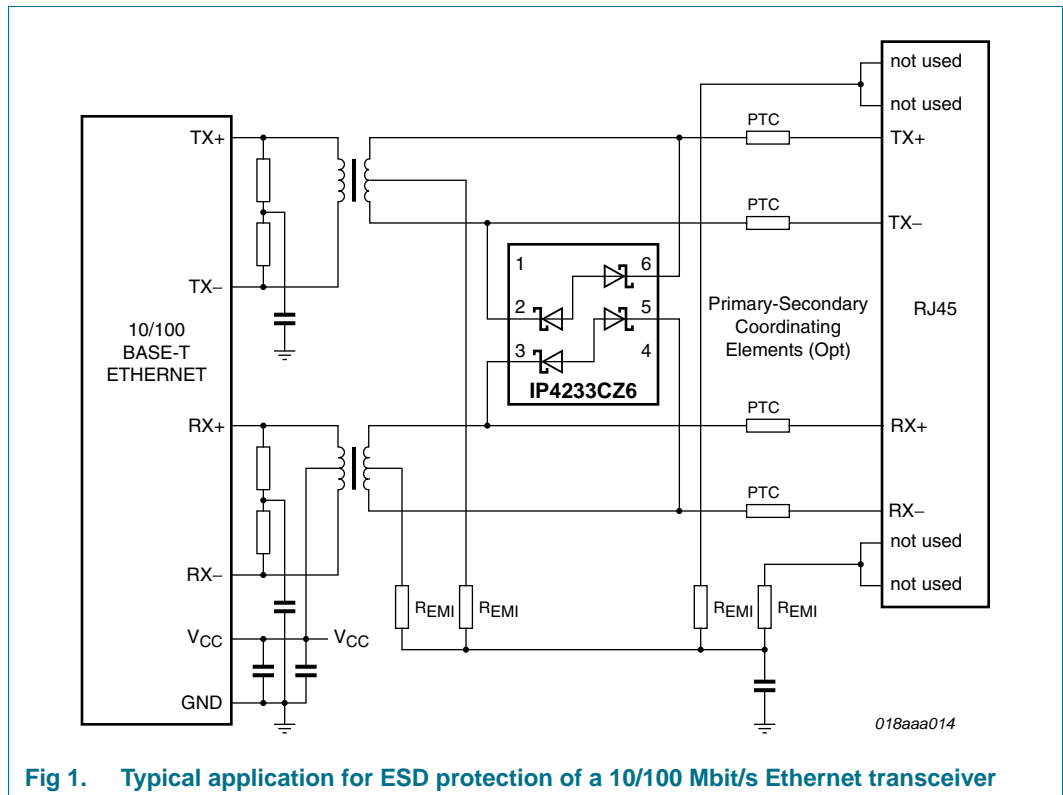 not used
not used
PTC
TX+
TX+
PTC
TX−
1
6
TX−
2
5
Primary-Secondary
Coordinating
Elements (Opt)
RJ45
10/100
BASE-T
ETHERNET
3
4
IP4233CZ6
PTC
RX+
RX+
PTC
RX−
not used
RX−
not used
REMI
REMI
REMI
REMI
VCC
VCC
GND
018aaa014
Fig 1. Typical application for ESD protection of a 10/100 Mbit/s Ethernet transceiver